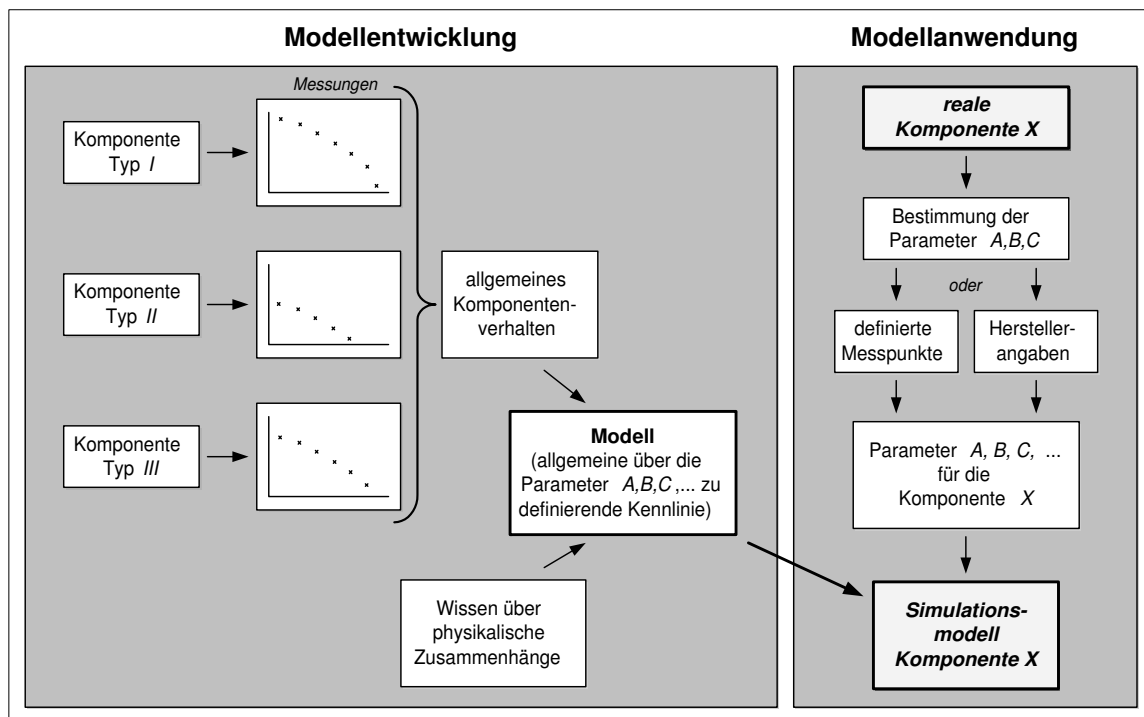 Modellentwicklung
Messungen
Komponente
Typ I
Komponente
Typ II
Komponente
Typ III
allgemeines
Komponenten-
verhalten
Modell
(allgemeine über die
Parameter A,B,C ,... zu
definierende Kennlinie)
Wissen über
physikalische
Zusammenhänge
Modellanwendung
reale
Komponente X
Bestimmung der
Parameter A,B,C
oder
definierte
Messpunkte
Hersteller-
angaben
Parameter A, B, C, ...
für die
Komponente X
Simulations-
modell
Komponente X